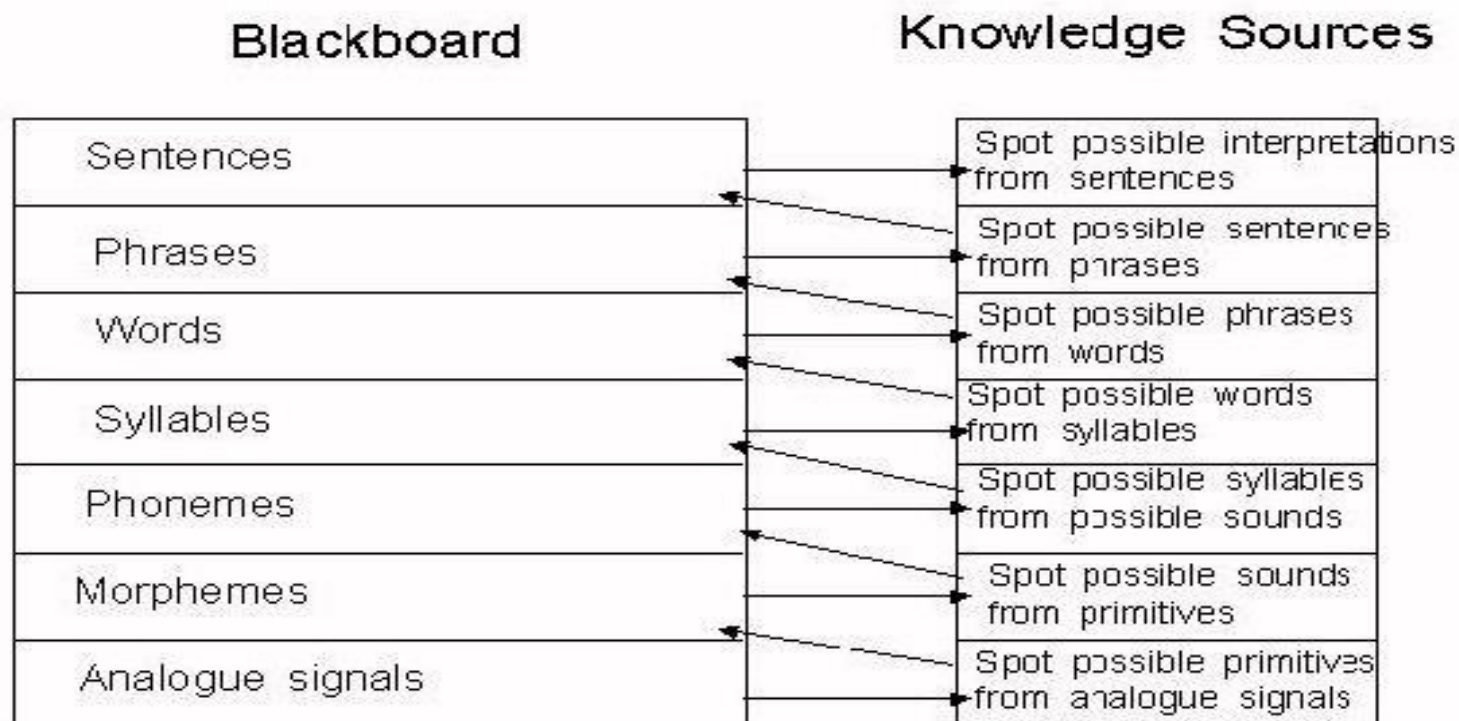 Blackboard
Knowledge Sources
Sentences
Phrases
Words
Syllables
Phonemes
Morphemes
Analogue signals
Spot possible interpretations
from sentences
Spot possible sentences
from phrases
Spot possible phrases
from words
Spot possible words
from syllables
Spot possible syllables
from possible sounds
Spot possible sounds
from primitives
Spot possible primitives
from analogue signals